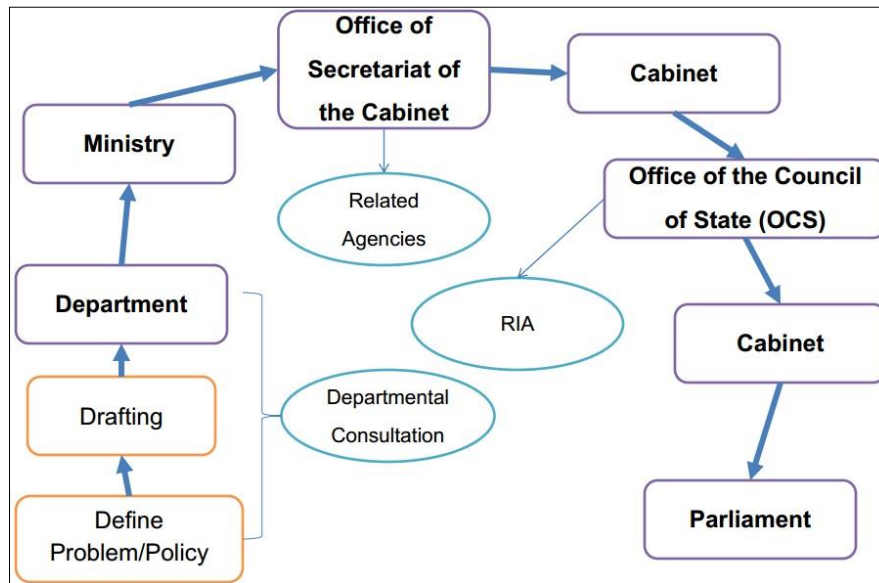 Office of
Secretariat of
the Cabinet
Cabinet
Ministry
Office of the Council
of State (OCS)
Related
Agencies
Department
RIA
Cabinet
Drafting
Departmental
Consultation
Define
Problem/Policy
Parliament